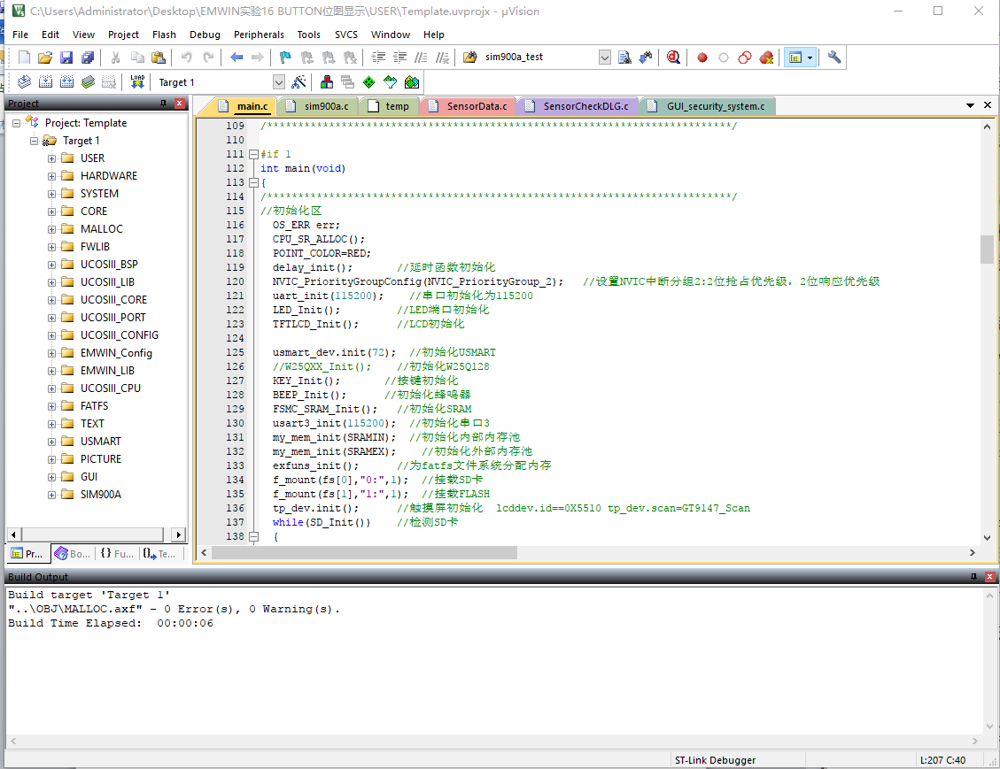 C:\Users\Administrator\Desktop\EMWIN实验16 BUTTON位图显示\USER\Template.uvprojx - µVision
File Edit View Project Flash Debug Peripherals Tools SVCS Window Help
sim900a_test
LOAD Target 1
Project
main.c sim900a.c temp SensorData.c SensorCheckDLG.c GUI_security_system.c
Project: Template
Target 1
USER
HARDWARE
SYSTEM
CORE
MALLOC
FWLIB
UCOSIII_BSP
UCOSIII_LIB
UCOSIII_CORE
UCOSIII_PORT
UCOSIII_CONFIG
EMWIN_Config
EMWIN_LIB
UCOSIII_CPU
FATFS
TEXT
USMART
PICTURE
GUI
SIM900A
Pr... Bo... {} Fu... Te...
109 /***************************************************************************/
110
111 #if 1
112 int main(void)
113 {
114 /***************************************************************************/
115 //初始化区
116 OS_ERR err;
117 CPU_SR_ALLOC();
118 POINT_COLOR=RED;
119 delay_init(); //延时函数初始化
120 NVIC_PriorityGroupConfig(NVIC_PriorityGroup_2); //设置NVIC中断分组2:2位抢占优先级，2位响应优先级
121 uart_init(115200); //串口初始化为115200
122 LED_Init(); //LED端口初始化
123 TFTLCD_Init(); //LCD初始化
124
125 usmart_dev.init(72); //初始化USMART
126 //W25QXX_Init(); //初始化W25Q128
127 KEY_Init(); //按键初始化
128 BEEP_Init(); //初始化蜂鸣器
129 FSMC_SRAM_Init(); //初始化SRAM
130 usart3_init(115200); //初始化串口3
131 my_mem_init(SRAMIN); //初始化内部内存池
132 my_mem_init(SRAMEX); //初始化外部内存池
133 exfuns_init(); //为fatfs文件系统分配内存
134 f_mount(fs[0],"0:",1); //挂载SD卡
135 f_mount(fs[1],"1:",1); //挂载FLASH
136 tp_dev.init(); //触摸屏初始化 lcddev.id==0X5510 tp_dev.scan=GT9147_Scan
137 while(SD_Init()) //检测SD卡
138 {
Build Output
Build target 'Target 1'
"..\OBJ\MALLOC.axf" - 0 Error(s), 0 Warning(s).
Build Time Elapsed: 00:00:06
ST-Link Debugger L:207 C:40